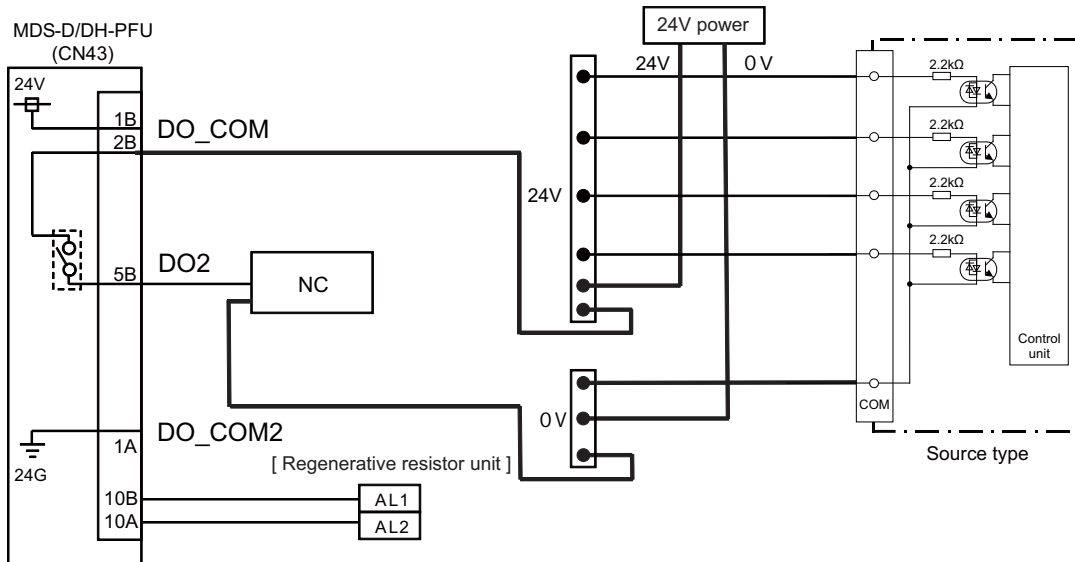 MDS-D/DH-PFU
(CN43)
24V power
24V
0 V
24V
1B
DO_COM
2B
2.2kΩ
2.2kΩ
2.2kΩ
2.2kΩ
24V
5B
DO2
NC
Control
unit
COM
0 V
1A
DO_COM2
24G
[ Regenerative resistor unit ]
Source type
10B
AL1
10A
AL2